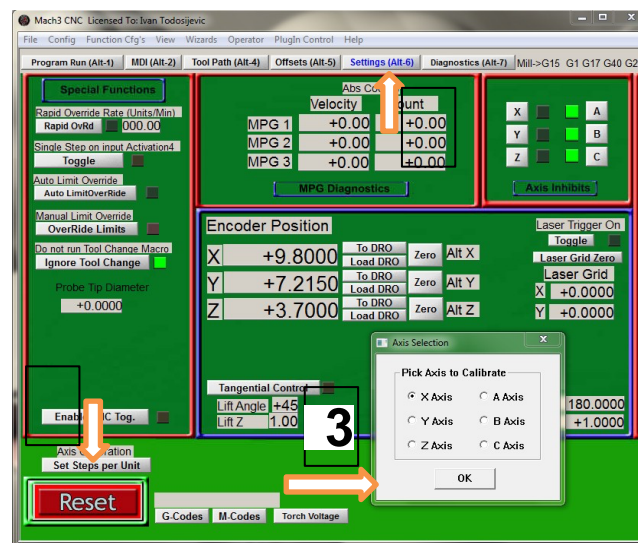 Mach3 CNC Licensed To: Ivan Todosijevic
File Config Function Cfg's View Wizards Operator PlugIn Control Help
Program Run (Alt-1) MDI (Alt-2) Tool Path (Alt-4) Offsets (Alt-5) Settings (Alt-6) Diagnostics (Alt-7) Mill->G15 G1 G17 G40 G2
Special Functions
Rapid Override Rate (Units/Min)
Rapid OvRd 000.00
Single Step on input Activation4
Toggle
Auto Limit Override
Auto LimitOverRide
Manual Limit Override
OverRide Limits
Do not run Tool Change Macro
Ignore Tool Change
Probe Tip Diameter
+0.0000
Tog.
Abs
Velocity
MPG 1 +0.00 +0.00
MPG 2 +0.00 +0.00
MPG 3 +0.00 +0.00
MPG Diagnostics
X A
Y B
Z C
Axis Inhibits
Encoder Position
X +9.8000 To DRO Load DRO Zero Alt X
Y +7.2150 To DRO Load DRO Zero Alt Y
Z +3.7000 To DRO Load DRO Zero Alt Z
Laser Trigger On
Toggle
Laser Grid Zero
Laser Grid
X +0.0000
Y +0.0000
Tangential Control
Lift Angle +45
Lift Z 1.00
3
180.0000
+1.0000
Axis Selection
Pick Axis to Calibrate
X Axis A Axis
Y Axis B Axis
Z Axis C Axis
OK
Axis
Set Steps per Unit
Reset
G-Codes M-Codes Torch Voltage